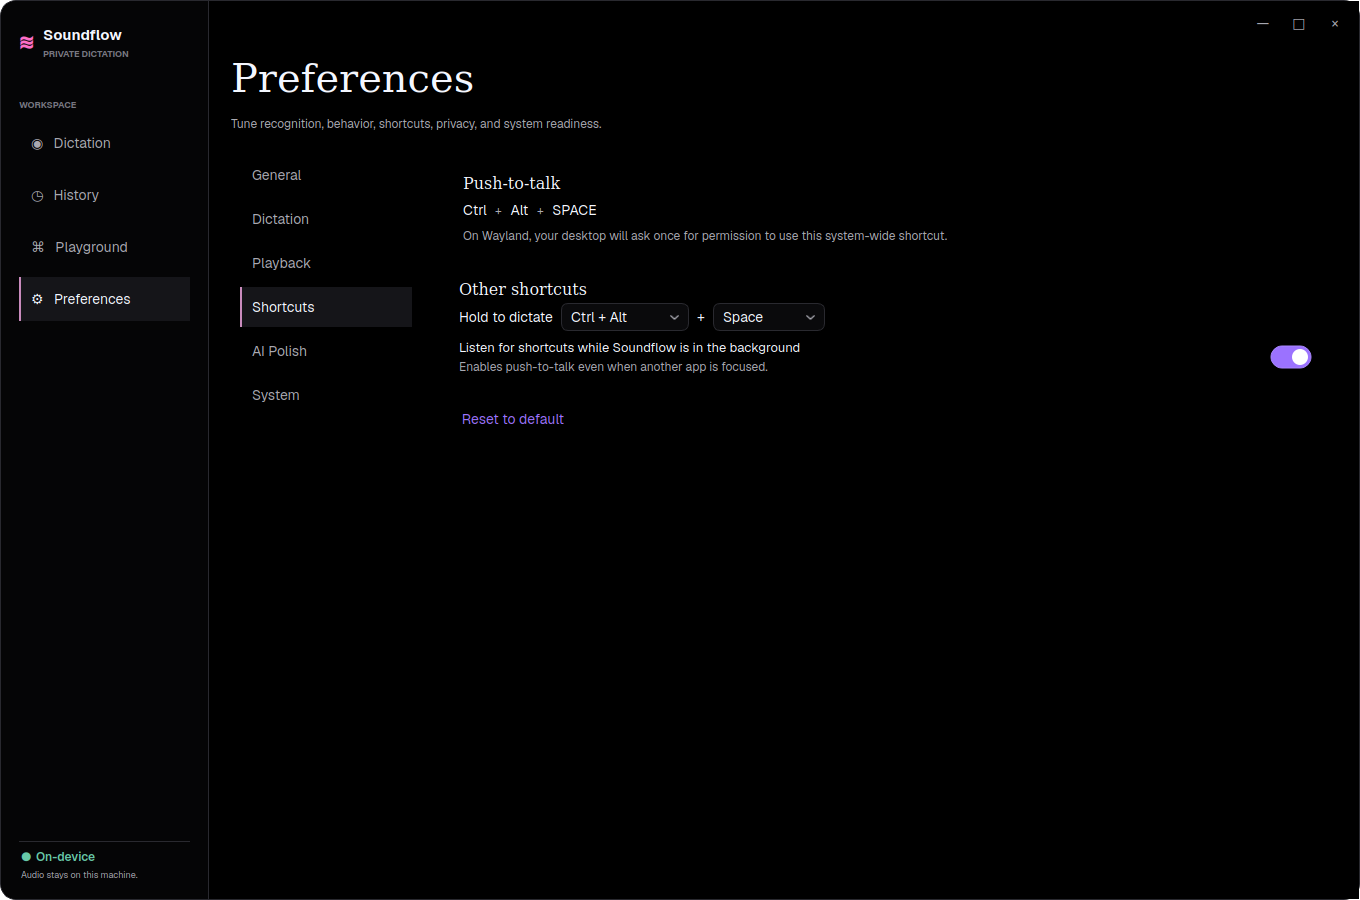 Soundflow
PRIVATE DICTATION
WORKSPACE
Dictation
History
Playground
Preferences
On-device
Audio stays on this machine.
Preferences
Tune recognition, behavior, shortcuts, privacy, and system readiness.
General
Dictation
Playback
Shortcuts
AI Polish
System
Push-to-talk
Ctrl + Alt + SPACE
On Wayland, your desktop will ask once for permission to use this system-wide shortcut.
Other shortcuts
Hold to dictate Ctrl + Alt + Space
Listen for shortcuts while Soundflow is in the background
Enables push-to-talk even when another app is focused.
Reset to default